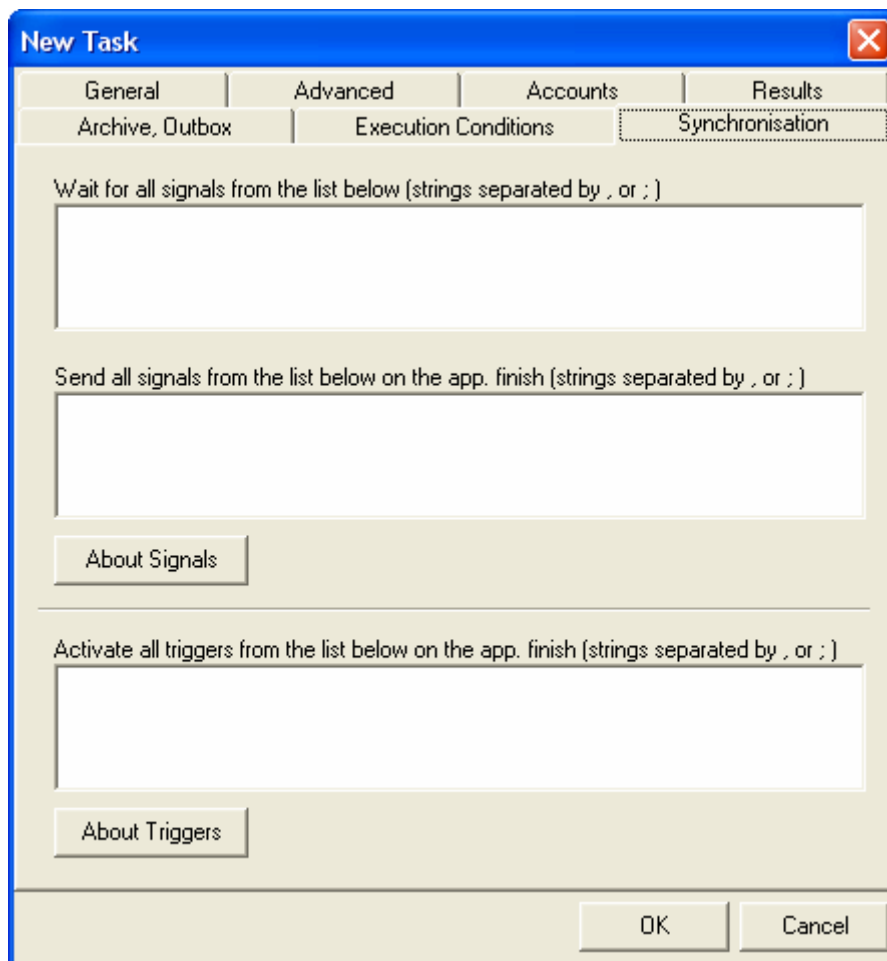 New Task
General Advanced Accounts Results
Archive, Outbox Execution Conditions Synchronisation
Wait for all signals from the list below (strings separated by , or ; )
Send all signals from the list below on the app. finish (strings separated by , or ; )
About Signals
Activate all triggers from the list below on the app. finish (strings separated by , or ; )
About Triggers
OK Cancel